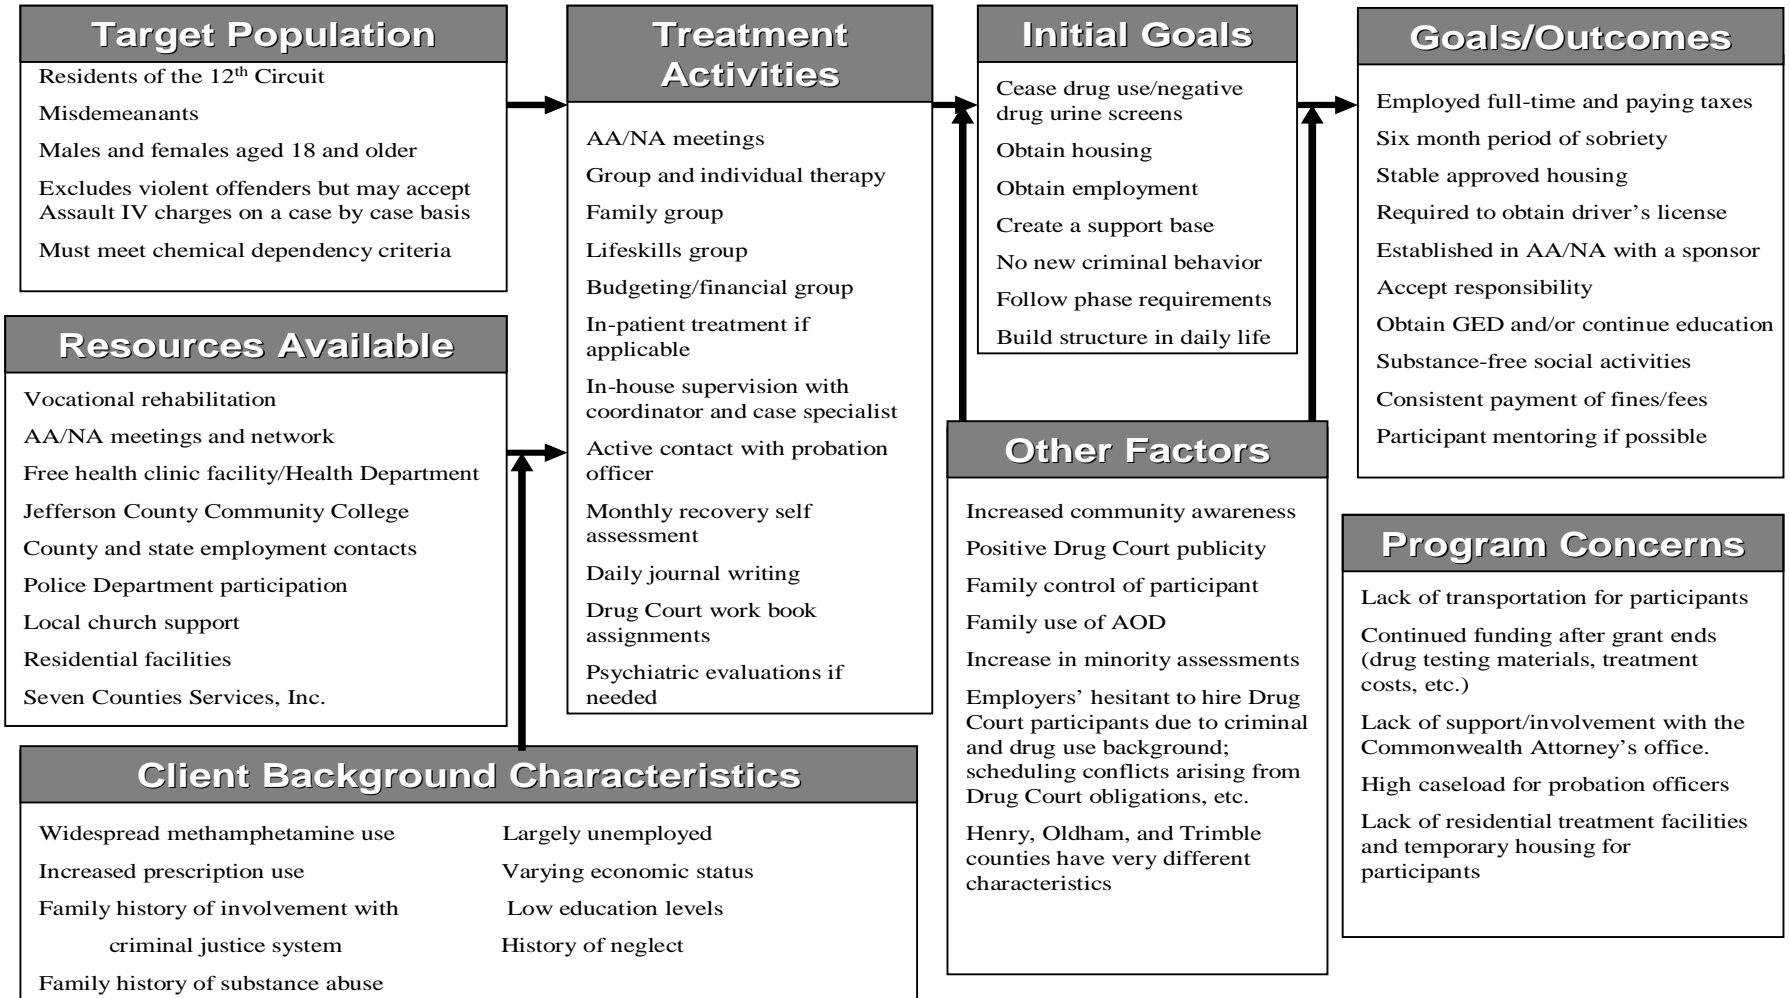 Target Population
Residents of the 12th Circuit
Misdemeanants
Males and females aged 18 and older
Excludes violent offenders but may accept
Assault IV charges on a case by case basis
Must meet chemical dependency criteria
Resources Available
Vocational rehabilitation
AA/NA meetings and network
Free health clinic facility/Health Department
Jefferson County Community College
County and state employment contacts
Police Department participation
Local church support
Residential facilities
Seven Counties Services, Inc.
Client Background Characteristics
Widespread methamphetamine use
Increased prescription use
Family history of involvement with
criminal justice system
Family history of substance abuse
Largely unemployed
Varying economic status
Low education levels
History of neglect
Treatment
Activities
AA/NA meetings
Group and individual therapy
Family group
Lifeskills group
Budgeting/financial group
In-patient treatment if
applicable
In-house supervision with
coordinator and case specialist
Active contact with probation
officer
Monthly recovery self
assessment
Daily journal writing
Drug Court work book
assignments
Psychiatric evaluations if
needed
Initial Goals
Cease drug use/negative
drug urine screens
Obtain housing
Obtain employment
Create a support base
No new criminal behavior
Follow phase requirements
Build structure in daily life
Other Factors
Increased community awareness
Positive Drug Court publicity
Family control of participant
Family use of AOD
Increase in minority assessments
Employers’ hesitant to hire Drug
Court participants due to criminal
and drug use background;
scheduling conflicts arising from
Drug Court obligations, etc.
Henry, Oldham, and Trimble
counties have very different
characteristics
Goals/Outcomes
Employed full-time and paying taxes
Six month period of sobriety
Stable approved housing
Required to obtain driver’s license
Established in AA/NA with a sponsor
Accept responsibility
Obtain GED and/or continue education
Substance-free social activities
Consistent payment of fines/fees
Participant mentoring if possible
Program Concerns
Lack of transportation for participants
Continued funding after grant ends
(drug testing materials, treatment
costs, etc.)
Lack of support/involvement with the
Commonwealth Attorney’s office.
High caseload for probation officers
Lack of residential treatment facilities
and temporary housing for
participants